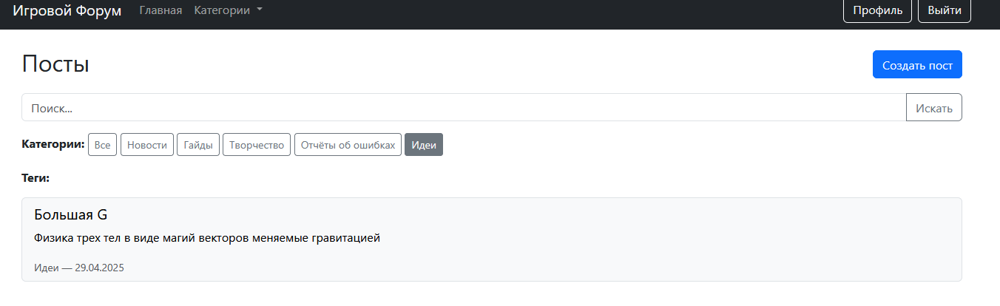 Игровой Форум Главная Категории Профиль Выйти
Посты Создать пост
Поиск... Искать
Категории: Все Новости Гайды Творчество Отчёты об ошибках Идеи
Теги:
Большая G
Физика трех тел в виде магий векторов меняемые гравитацией
Идеи — 29.04.2025